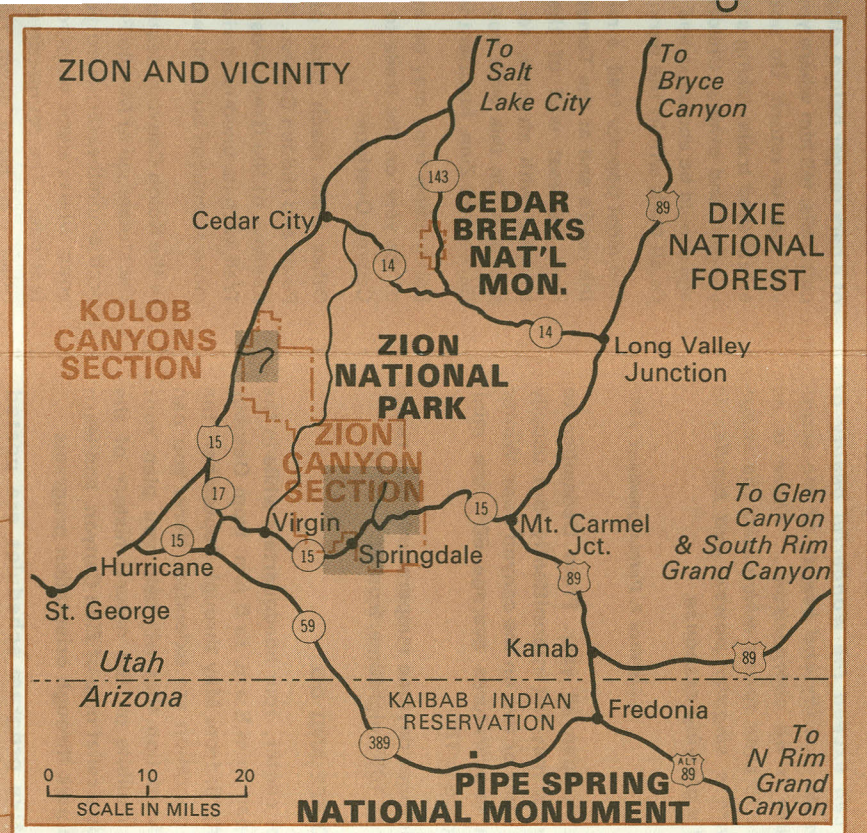 ZION AND VICINITY
To
Salt
Lake City
To
Bryce
Canyon
143
89
Cedar City
CEDAR
BREAKS
NAT'L
MON.
DIXIE
NATIONAL
FOREST
14
KOLOB
CANYONS
SECTION
14
ZION
NATIONAL
PARK
Long Valley
Junction
15
ZION
CANYON
SECTION
17
15
To Glen
Canyon
& South Rim
Grand Canyon
Virgin
Mt. Carmel
Jct.
15
15
Springdale
Hurricane
89
St. George
59
Kanab
89
Utah
Arizona
KAIBAB INDIAN
RESERVATION
Fredonia
389
To
N Rim
Grand
Canyon
ALT
89
0 10 20
SCALE IN MILES
PIPE SPRING
NATIONAL MONUMENT